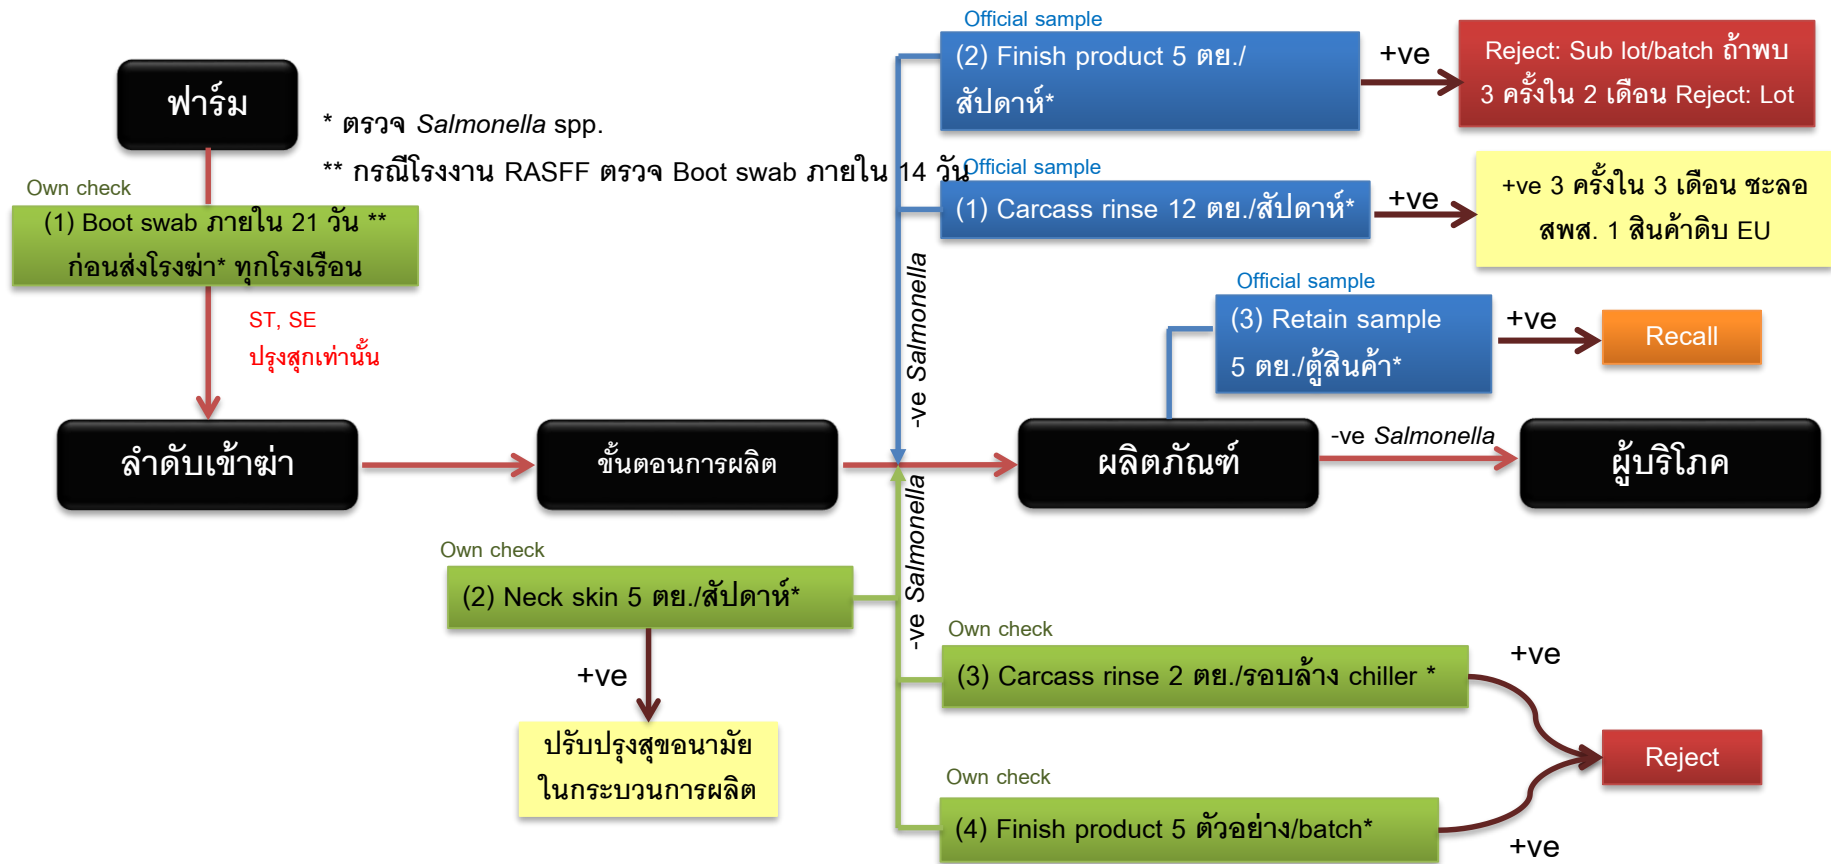 Official sample
(2) Finish product 5 ตย./
สัปดาห์*
+ve
Reject: Sub lot/batch ถ้าพบ
3 ครั้งใน 2 เดือน Reject: Lot
ฟาร์ม
* ตรวจ Salmonella spp.
** กรณีโรงงาน RASFF ตรวจ Boot swab ภายใน 14 วัน
Official sample
(1) Carcass rinse 12 ตย./สัปดาห์*
+ve
+ve 3 ครั้งใน 3 เดือน ชะลอ
สพส. 1 สินค้าดิบ EU
Own check
(1) Boot swab ภายใน 21 วัน **
ก่อนส่งโรงฆ่า* ทุกโรงเรือน
ST, SE
ปรุงสุกเท่านั้น
-ve Salmonella
Official sample
(3) Retain sample
5 ตย./ตู้สินค้า*
+ve
Recall
ลำดับเข้าฆ่า
ขั้นตอนการผลิต
ผลิตภัณฑ์
-ve Salmonella
ผู้บริโภค
-ve Salmonella
Own check
(2) Neck skin 5 ตย./สัปดาห์*
+ve
ปรับปรุงสุขอนามัย
ในกระบวนการผลิต
Own check
(3) Carcass rinse 2 ตย./รอบล้าง chiller *
+ve
Reject
Own check
(4) Finish product 5 ตัวอย่าง/batch*
+ve